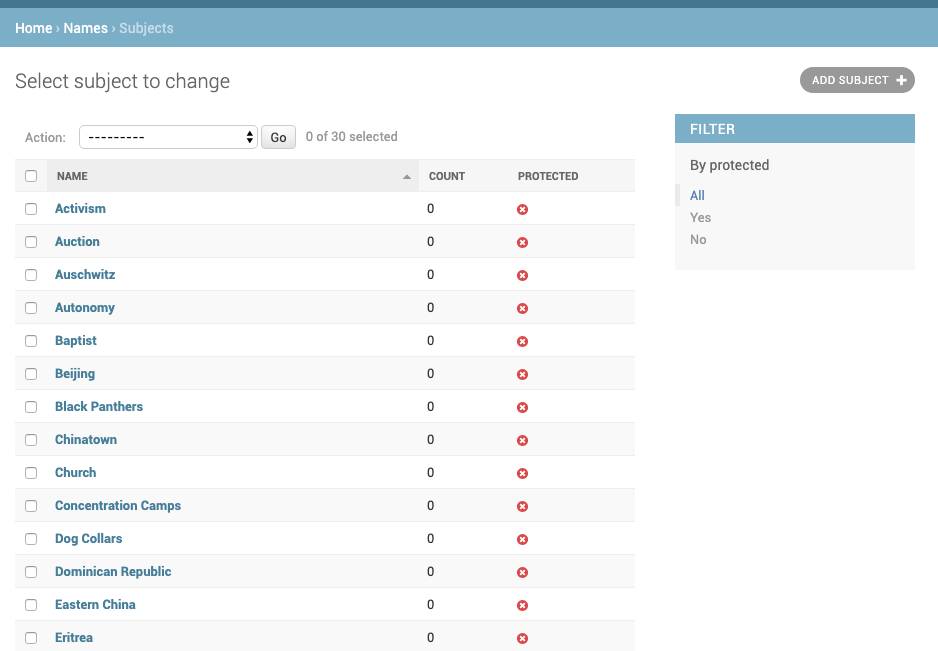 Home › Names › Subjects
Select subject to change
ADD SUBJECT +
Action: --------- Go 0 of 30 selected
NAME COUNT PROTECTED
Activism 0
Auction 0
Auschwitz 0
Autonomy 0
Baptist 0
Beijing 0
Black Panthers 0
Chinatown 0
Church 0
Concentration Camps 0
Dog Collars 0
Dominican Republic 0
Eastern China 0
Eritrea 0
FILTER
By protected
All
Yes
No